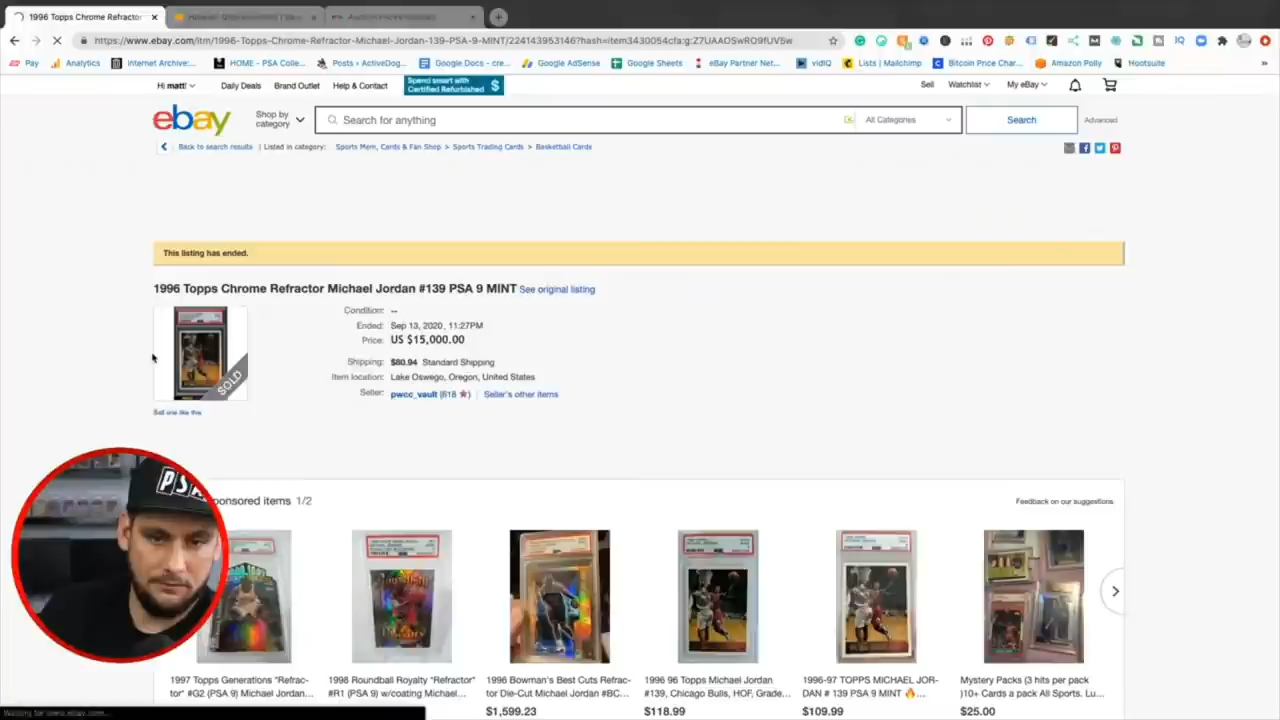 1996 Topps Chrome Refractor
https://www.ebay.com/itm/1996-Topps-Chrome-Refractor-Michael-Jordan-139-PSA-9-MINT/224143953146?hash=item3430054cfa:g:Z7UAAOSwRO9fUV5w
Pay Analytics Internet Archive:... HOME - PSA Colle... Posts ‹ ActiveDog... Google Docs - cre... Google AdSense Google Sheets eBay Partner Net... vidIQ Lists | Mailchimp Bitcoin Price Char... Amazon Polly Hootsuite »
Hi matt! Daily Deals Brand Outlet Help & Contact Spend smart with Certified Refurbished $ Sell Watchlist My eBay
ebay Shop by category Search for anything All Categories Search Advanced
Back to search results | Listed in category: Sports Mem, Cards & Fan Shop > Sports Trading Cards > Basketball Cards
This listing has ended.
1996 Topps Chrome Refractor Michael Jordan #139 PSA 9 MINT See original listing
Condition: --
Ended: Sep 13, 2020 , 11:27PM
Price: US $15,000.00
Shipping: $80.94 Standard Shipping
Item location: Lake Oswego, Oregon, United States
Seller: pwcc_vault (618 ) | Seller's other items
SOLD
Sell one like this
PSA
ponsored items 1/2
Feedback on our suggestions
1997 Topps Generations "Refrac-
tor" #G2 (PSA 9) Michael Jordan...
1998 Roundball Royalty "Refractor"
#R1 (PSA 9) w/coating Michael...
1996 Bowman's Best Cuts Refrac-
tor Die-Cut Michael Jordan #BC...
$1,599.23
1996 96 Topps Michael Jordan
#139, Chicago Bulls, HOF, Grade...
$118.99
1996-97 TOPPS MICHAEL JOR-
DAN # 139 PSA 9 MINT 🔥...
$109.99
Mystery Packs (3 hits per pack
)10+ Cards a pack All Sports. Lu...
$25.00
Waiting for www.ebay.com...